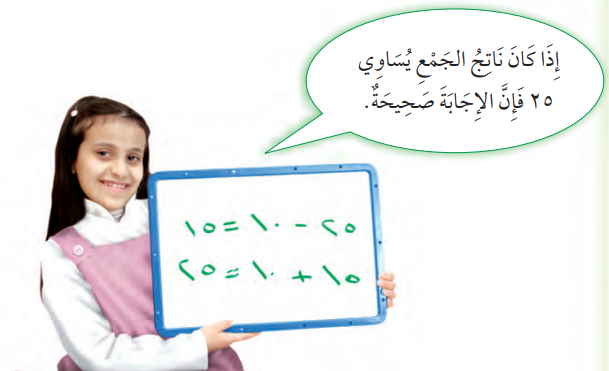 إِذَا كَانَ نَاتِجُ الجَمْعِ يُسَاوِي
٢٥ فَإِنَّ الإِجَابَةَ صَحِيحَةٌ.
٢٥ - ١٠ = ١٥
١٥ + ١٠ = ٢٥